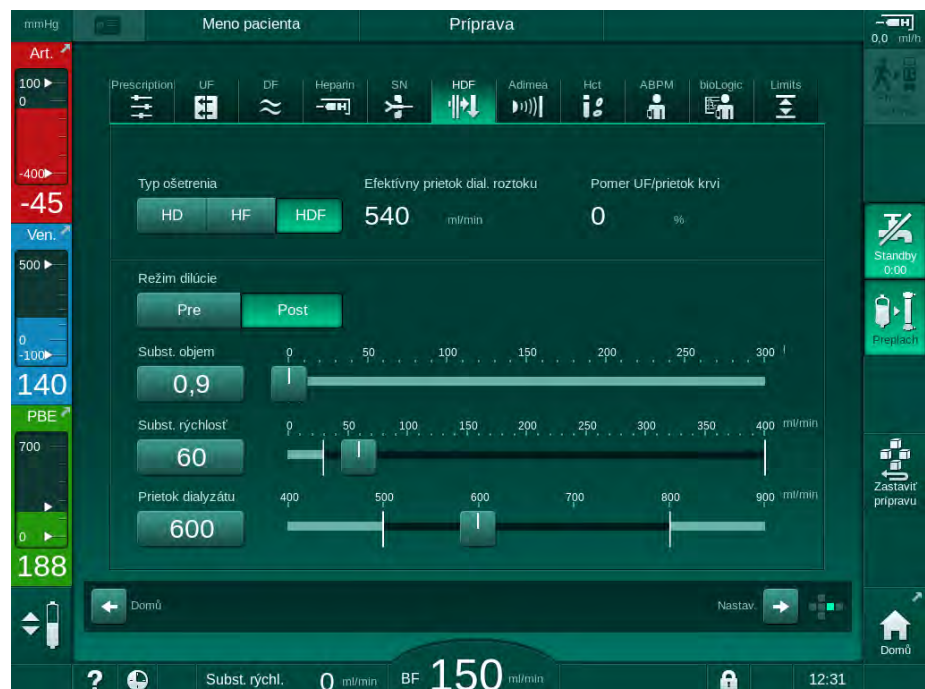 mmHg
Meno pacienta
Príprava
0,0 ml/h
Art.
100
0
-400
-45
Ven.
500
0
-100
140
PBE
700
0
188
Prescription UF DF Heparin SN HDF Adimea Hct ABPM bioLogic Limits
Typ ošetrenia
Efektívny prietok dial. roztoku
Pomer UF/prietok krvi
HD HF HDF
540 ml/min
0 %
Režim dilúcie
Pre Post
Subst. objem
0 50 100 150 200 250 300 l
0,9
Subst. rýchlosť
0 50 100 150 200 250 300 350 400 ml/min
60
Prietok dialyzátu
400 500 600 700 800 900 ml/min
600
Domů
Nastav.
Standby
0:00
Preplach
Zastaviť
prípravu
Domů
?
Subst. rýchl. 0 ml/min
BF 150 ml/min
12:31